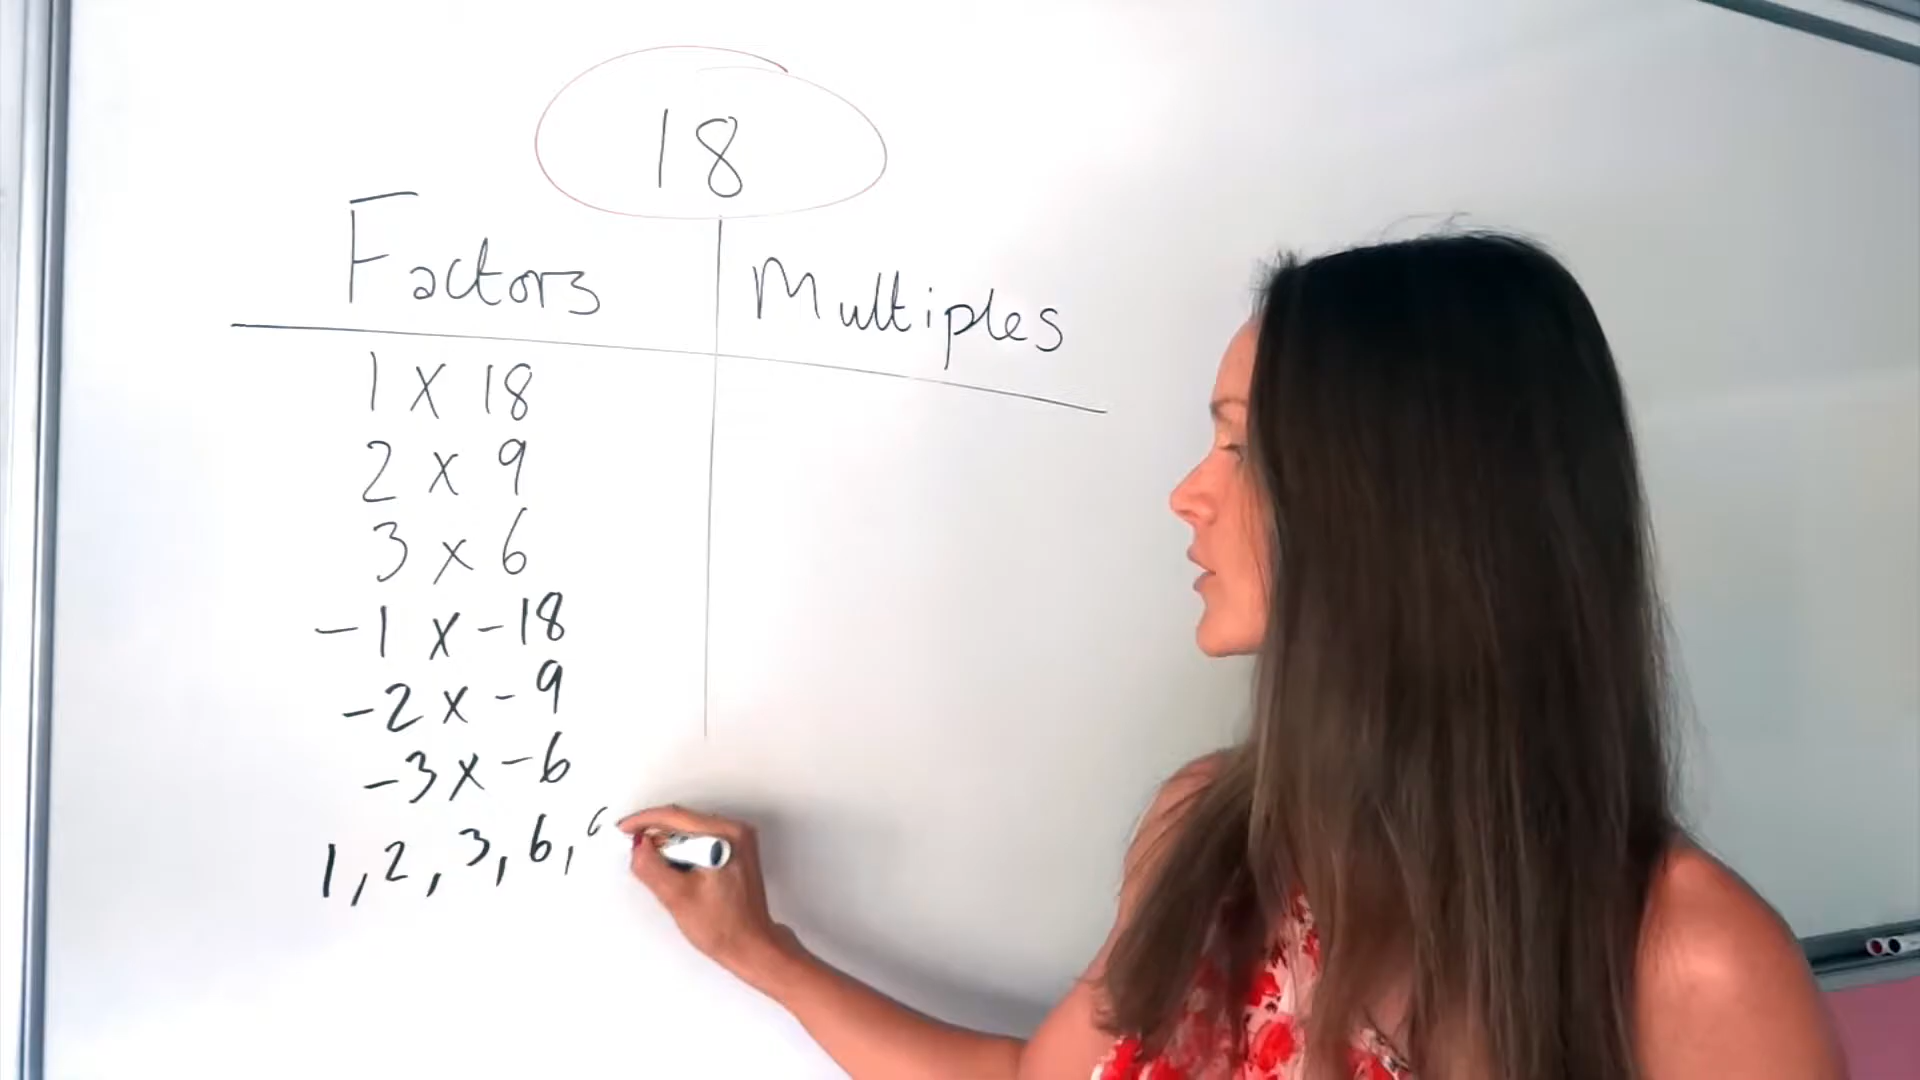 18
Factors Multiples
1 x 18
2 x 9
3 x 6
-1 x -18
-2 x -9
-3 x -6
1, 2, 3, 6,